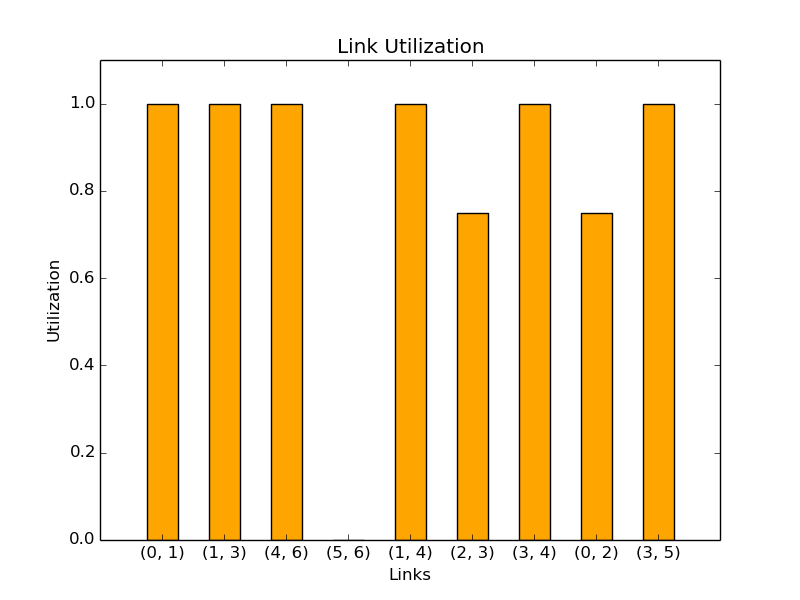 Link Utilization
1.0
0.8
0.6
0.4
0.2
0.0
Utilization
(0, 1) (1, 3) (4, 6) (5, 6) (1, 4) (2, 3) (3, 4) (0, 2) (3, 5)
Links